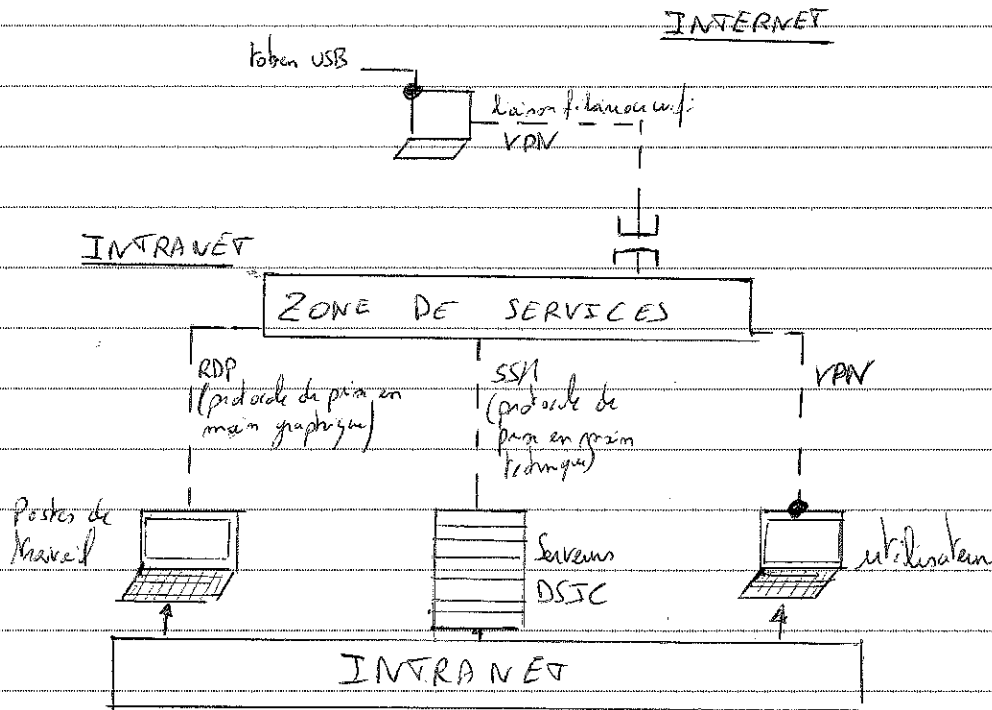 INTERNET
token USB
liaison filaire ou wifi
VPN
INTRANET
ZONE DE SERVICES
RDP
(protocole de prise en
main graphique)
SSH
(protocole de
prise en main
technique)
VPN
Postes de
travail
Serveurs
DSIC
utilisateur
INTRANET